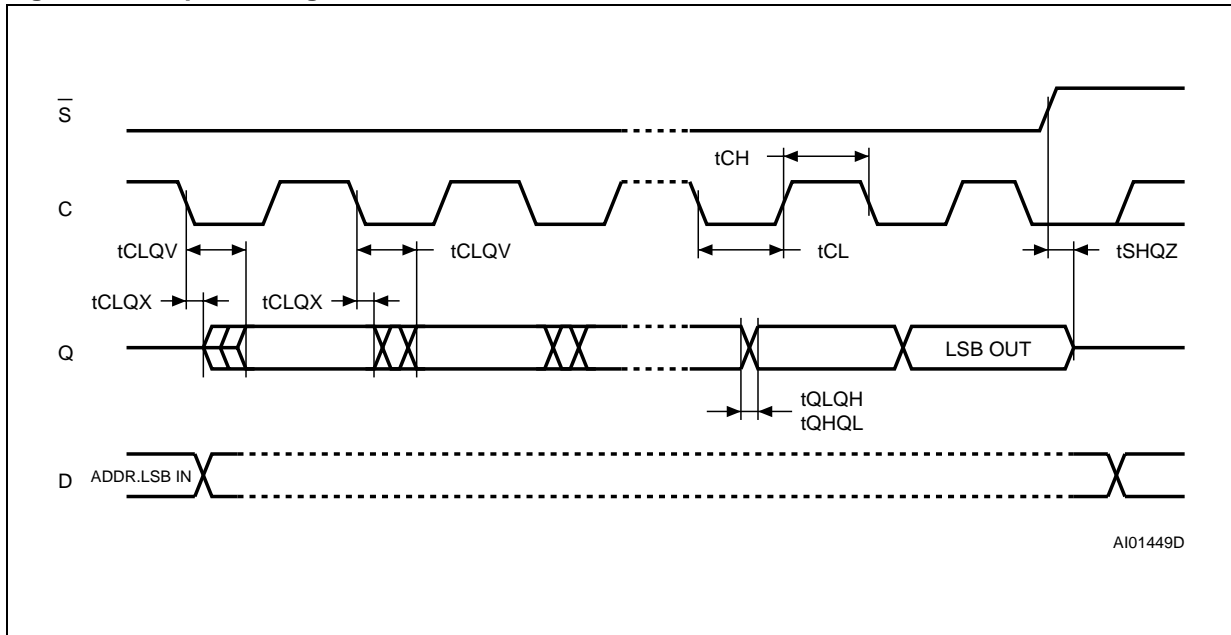 S
tCH
C
tCLQV
tCLQV
tCL
tSHQZ
tCLQX
tCLQX
Q
LSB OUT
tQLQH
tQHQL
D
ADDR.LSB IN
AI01449D